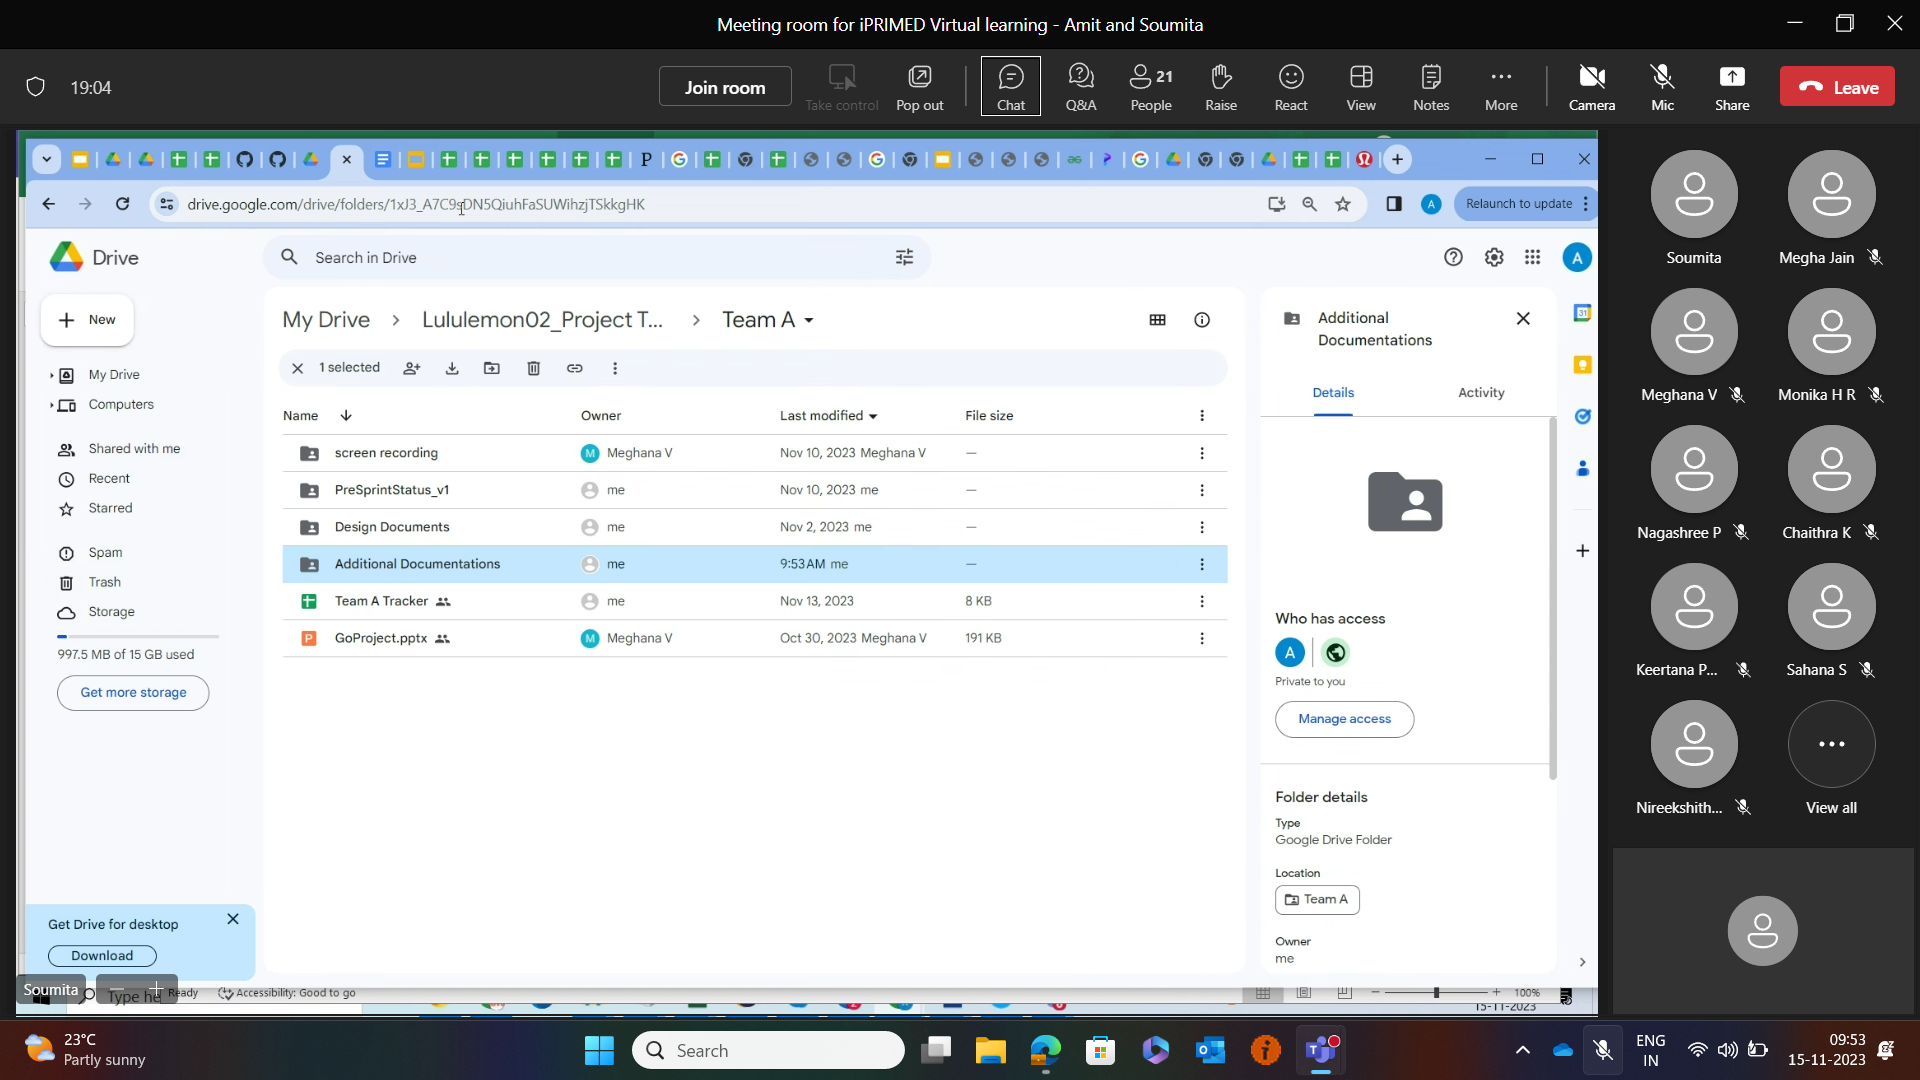 Meeting room for iPRIMED Virtual learning - Amit and Soumita
19:04
Join room
Take control
Pop out
Chat
Q&A
21
People
Raise
React
View
Notes
More
Camera
Mic
Share
Leave
drive.google.com/drive/folders/1xJ3_A7C9sDN5QiuhFaSUWihzjTSkkgHK
A
Relaunch to update
Drive
Search in Drive
A
New
My Drive
Computers
Shared with me
Recent
Starred
Spam
Trash
Storage
997.5 MB of 15 GB used
Get more storage
Get Drive for desktop
Download
My Drive > Lululemon02_Project T... > Team A
1 selected
Name Owner Last modified File size
screen recording M Meghana V Nov 10, 2023 Meghana V —
PreSprintStatus_v1 me Nov 10, 2023 me —
Design Documents me Nov 2, 2023 me —
Additional Documentations me 9:53 AM me —
Team A Tracker me Nov 13, 2023 8 KB
P GoProject.pptx M Meghana V Oct 30, 2023 Meghana V 191 KB
Additional
Documentations
Details
Activity
Who has access
A
Private to you
Manage access
Folder details
Type
Google Drive Folder
Location
Team A
Owner
me
31
Soumita
Megha Jain
Meghana V
Monika H R
Nagashree P
Chaithra K
Keertana P...
Sahana S
Nireekshith...
View all
Soumita
Type he
Ready
Accessibility: Good to go
100%
15-11-2023
23°C
Partly sunny
Search
ENG
IN
09:53
15-11-2023